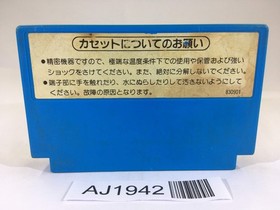 カセットについてのお願い
●精密機器ですので、極端な温度条件下での使用や保管および強い
ショックをさけてください。また、絶対に分解しないでください。
●端子部に手を触れたり、水にぬらしたりして汚さないようにして
ください。故障の原因となります。
AJ1942